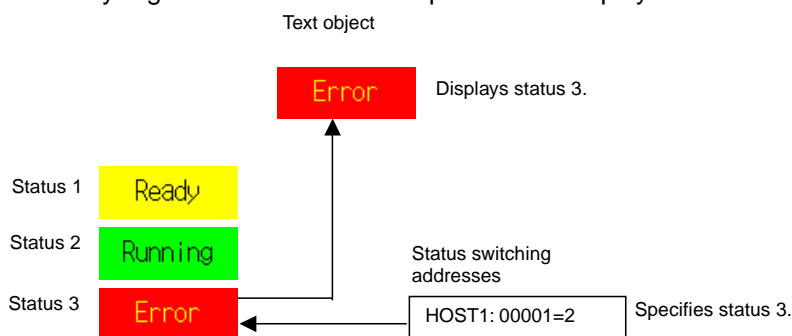 Text object
Error
Displays status 3.
Status 1
Ready
Status 2
Running
Status switching
addresses
Status 3
Error
HOST1: 00001=2
Specifies status 3.